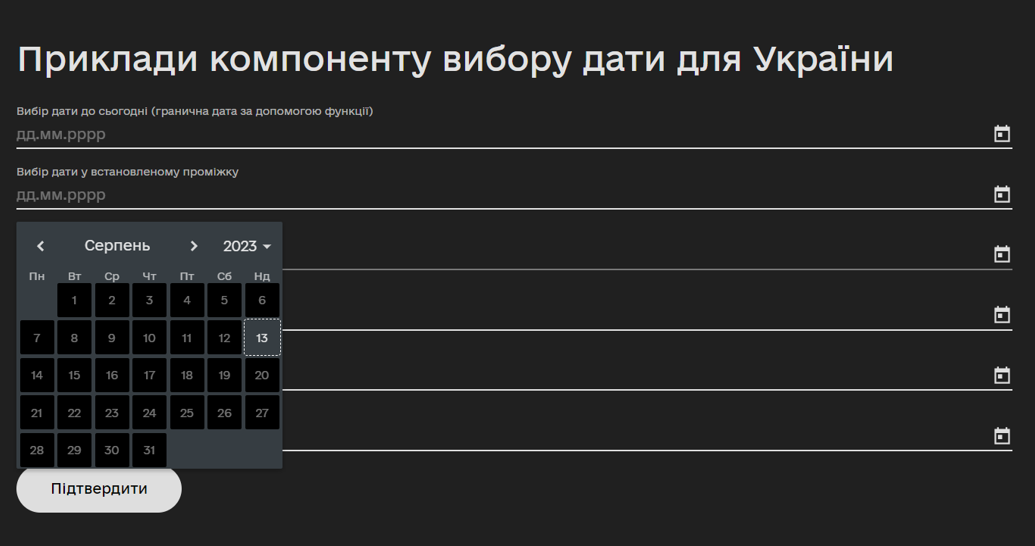 Приклади компоненту вибору дати для України
Вибір дати до сьогодні (гранична дата за допомогою функції)
дд.мм.рррр
Вибір дати у встановленому проміжку
дд.мм.рррр
Серпень 2023
Пн Вт Ср Чт Пт Сб Нд
1 2 3 4 5 6
7 8 9 10 11 12 13
14 15 16 17 18 19 20
21 22 23 24 25 26 27
28 29 30 31
Підтвердити